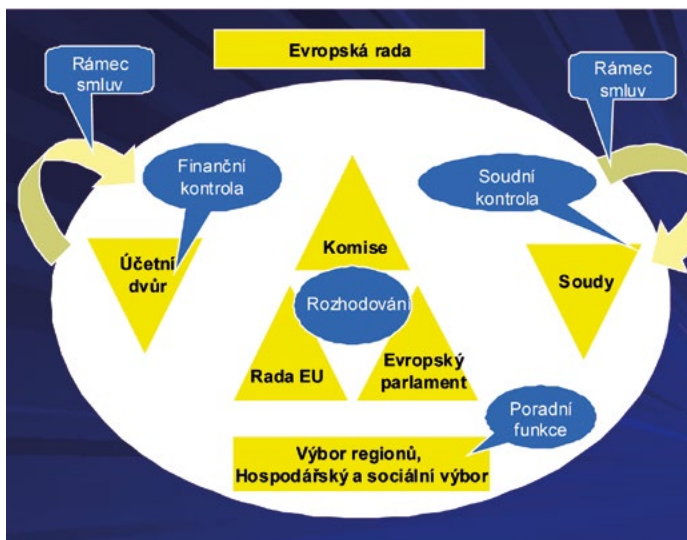 Evropská rada
Rámec
smluv
Rámec
smluv
Finanční
kontrola
Soudní
kontrola
Komise
Účetní
dvůr
Soudy
Rozhodování
Rada EU
Evropský
parlament
Poradní
funkce
Výbor regionů,
Hospodářský a sociální výbor